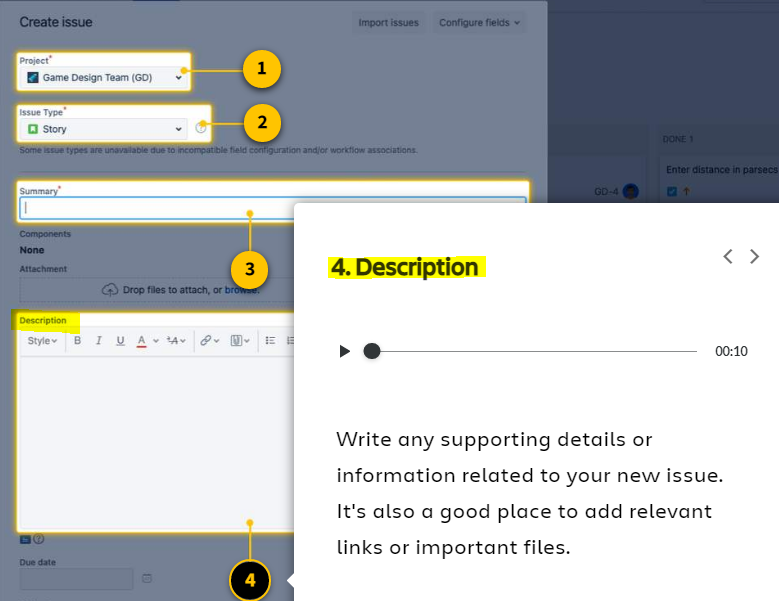 Create issue
Import issues
Configure fields
Project*
Game Design Team (GD)
1
Issue Type*
Story
2
Some issue types are unavailable due to incompatible field configuration and/or workflow associations.
DONE 1
Enter distance in parsecs
GD-4
Summary*
3
Components
None
Attachment
Drop files to attach, or browse.
Description
Style
B I U A
4
Due date
4. Description
00:10
Write any supporting details or
information related to your new issue.
It's also a good place to add relevant
links or important files.